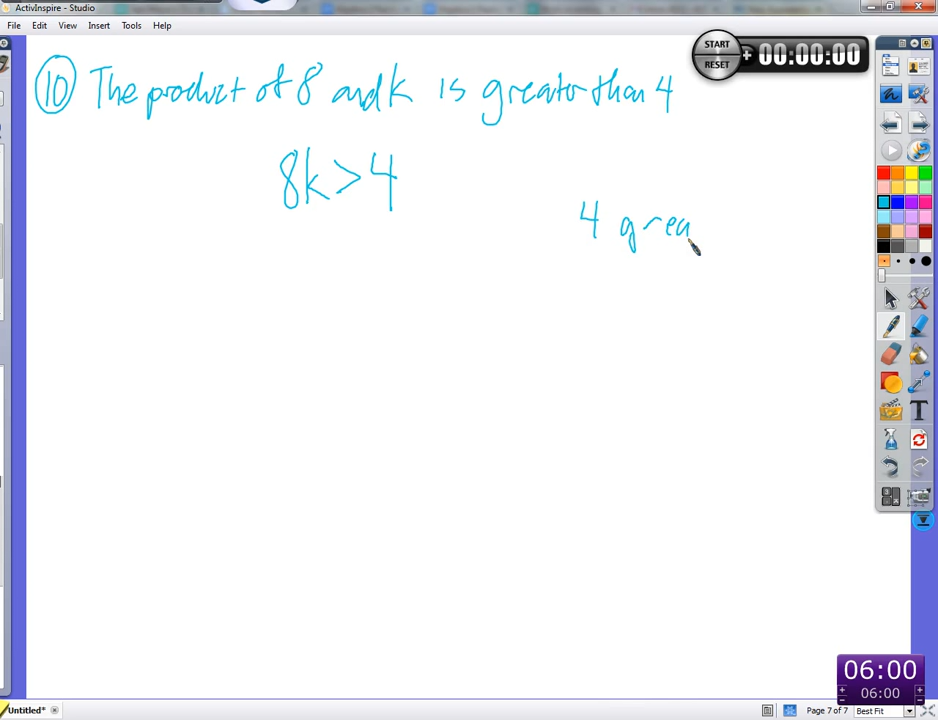 ActivInspire - Studio
File Edit View Insert Tools Help
START
RESET
+ 00:00:00
10 The product of 8 and k is greater than 4
8k > 4
4 grea
T
06:00
+ 06:00 +
Untitled*
Page 7 of 7 Best Fit